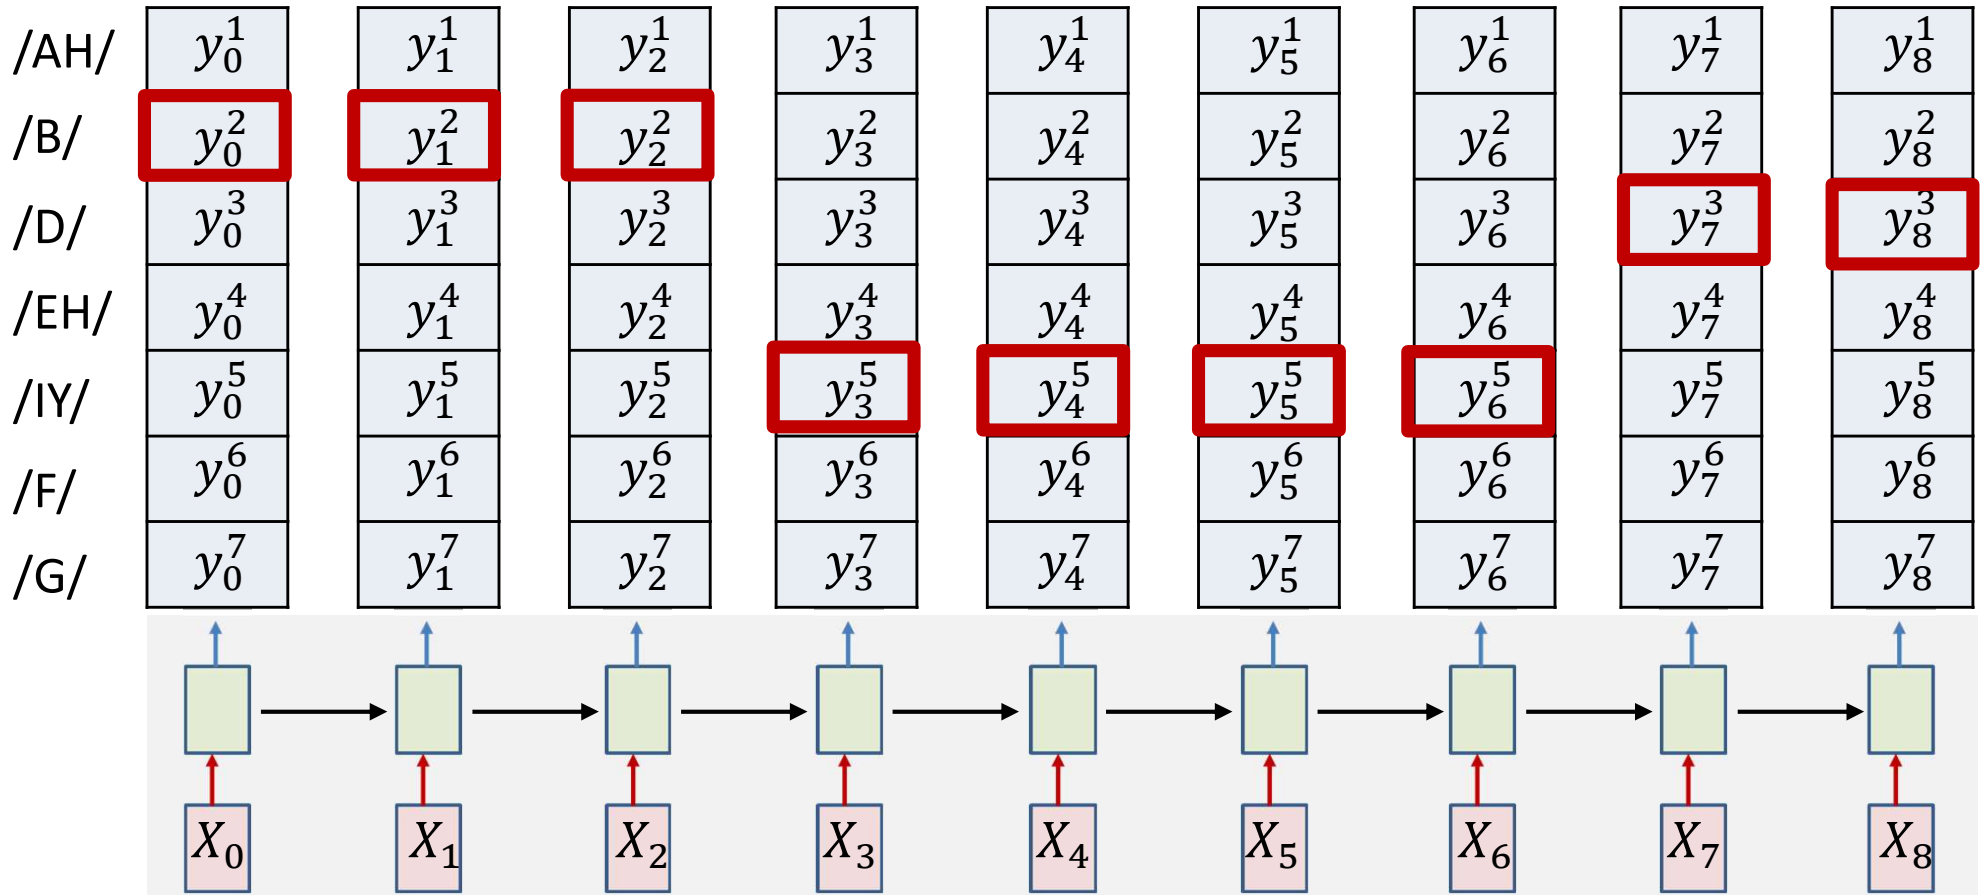 /AH/ y_0^1 y_1^1 y_2^1 y_3^1 y_4^1 y_5^1 y_6^1 y_7^1 y_8^1
/B/ y_0^2 y_1^2 y_2^2 y_3^2 y_4^2 y_5^2 y_6^2 y_7^2 y_8^2
/D/ y_0^3 y_1^3 y_2^3 y_3^3 y_4^3 y_5^3 y_6^3 y_7^3 y_8^3
/EH/ y_0^4 y_1^4 y_2^4 y_3^4 y_4^4 y_5^4 y_6^4 y_7^4 y_8^4
/IY/ y_0^5 y_1^5 y_2^5 y_3^5 y_4^5 y_5^5 y_6^5 y_7^5 y_8^5
/F/ y_0^6 y_1^6 y_2^6 y_3^6 y_4^6 y_5^6 y_6^6 y_7^6 y_8^6
/G/ y_0^7 y_1^7 y_2^7 y_3^7 y_4^7 y_5^7 y_6^7 y_7^7 y_8^7
X_0 X_1 X_2 X_3 X_4 X_5 X_6 X_7 X_8